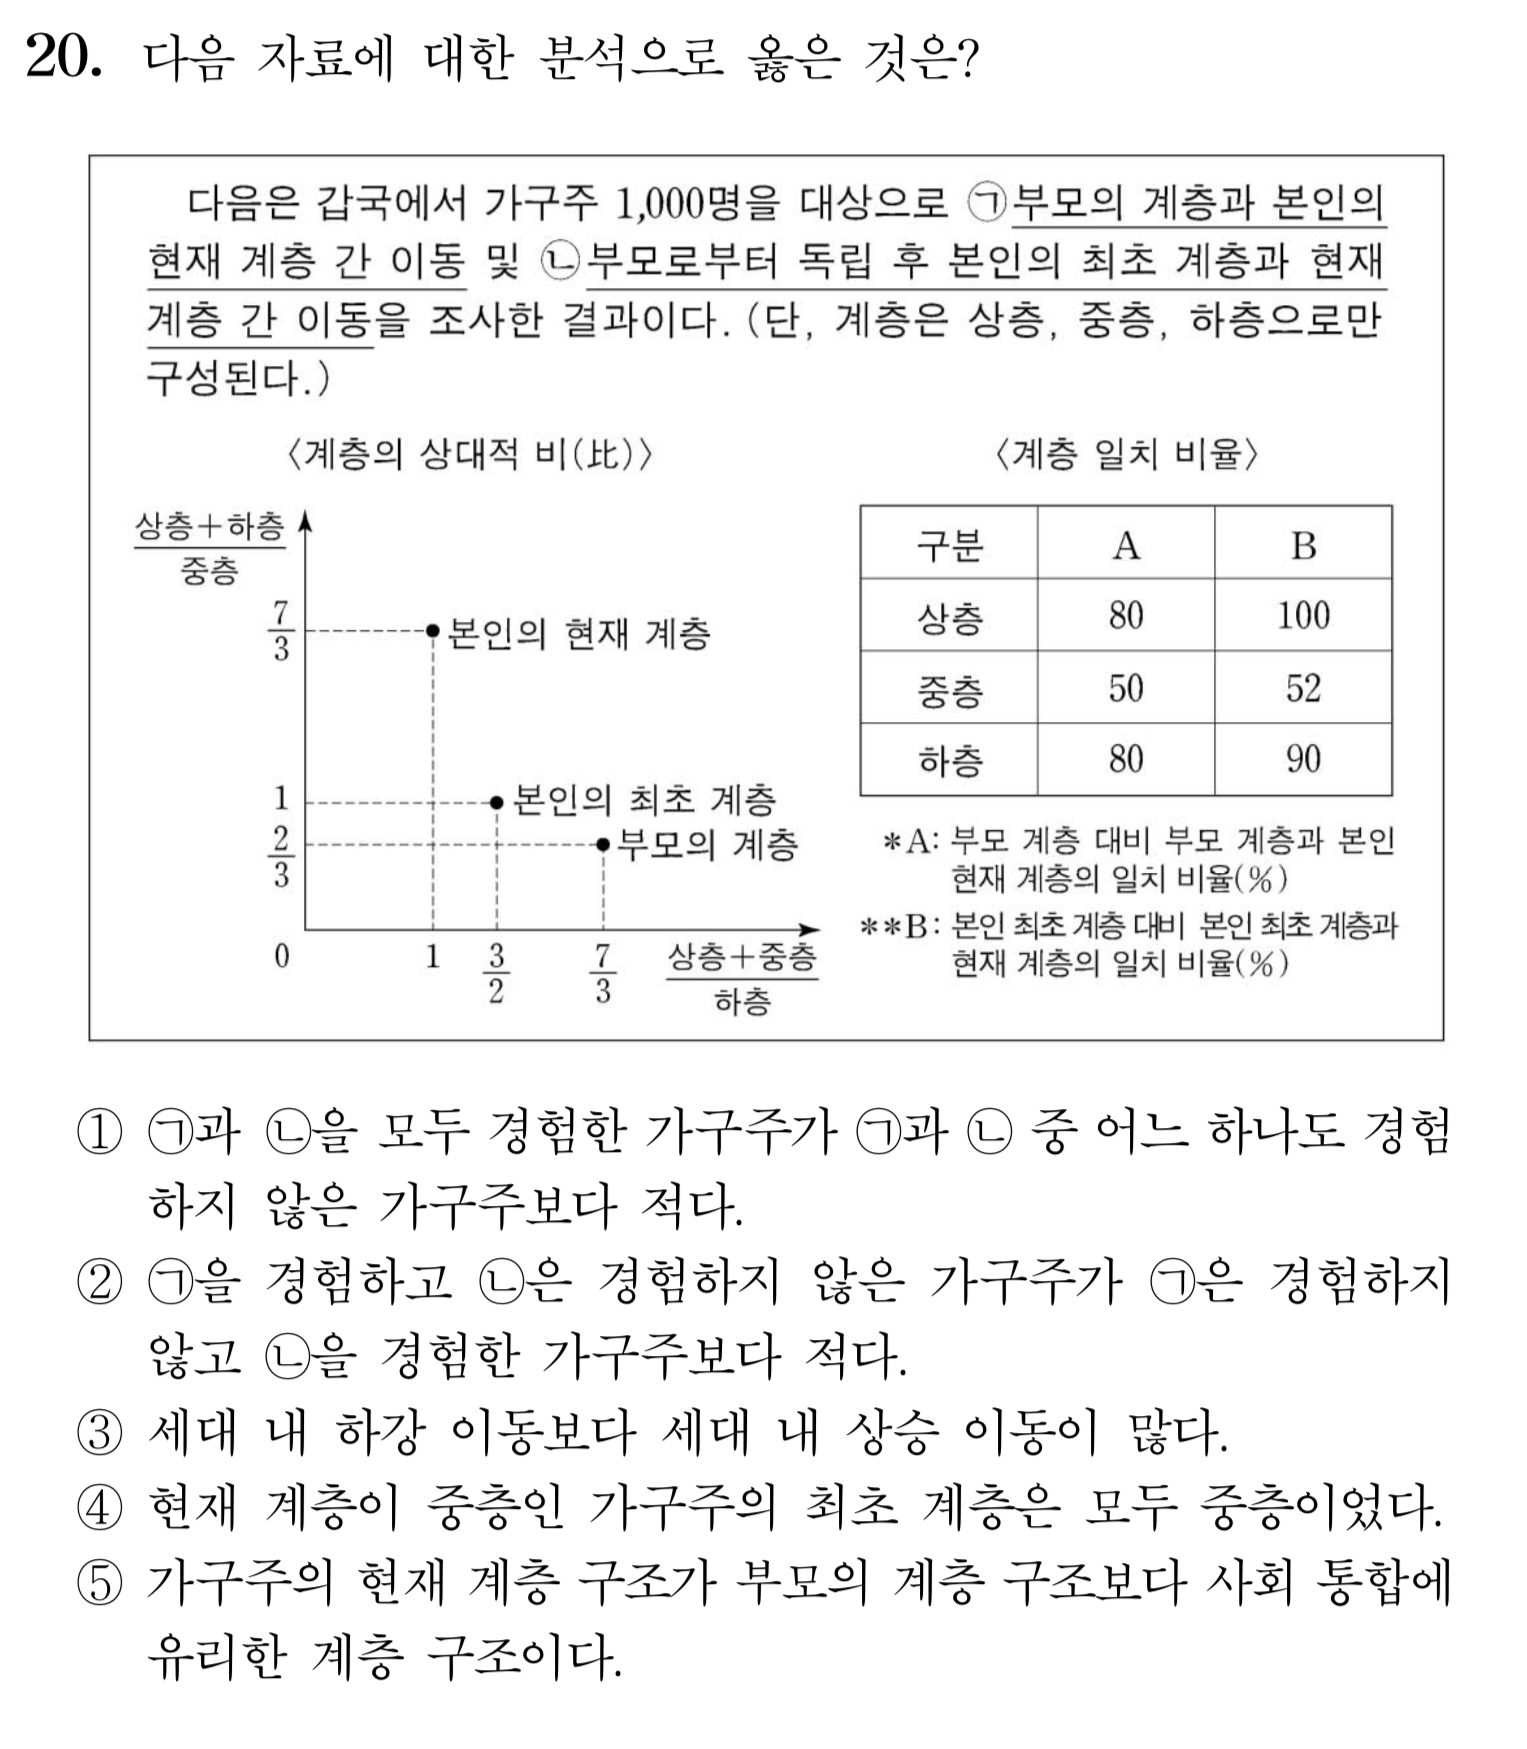 20. 다음 자료에 대한 분석으로 옳은 것은?
다음은 갑국에서 가구주 1,000명을 대상으로 ㉠부모의 계층과 본인의
현재 계층 간 이동 및 ㉡부모로부터 독립 후 본인의 최초 계층과 현재
계층 간 이동을 조사한 결과이다. (단, 계층은 상층, 중층, 하층으로만
구성된다.)
〈계층의 상대적 비(比)〉
상층+하층
중층
7
3
본인의 현재 계층
1
본인의 최초 계층
2
3
부모의 계층
0
1
3
2
7
3
상층+중층
하층
〈계층 일치 비율〉
구분 A B
상층 80 100
중층 50 52
하층 80 90
*A: 부모 계층 대비 부모 계층과 본인
현재 계층의 일치 비율(%)
**B: 본인 최초 계층 대비 본인 최초 계층과
현재 계층의 일치 비율(%)
① ㉠과 ㉡을 모두 경험한 가구주가 ㉠과 ㉡ 중 어느 하나도 경험
하지 않은 가구주보다 적다.
② ㉠을 경험하고 ㉡은 경험하지 않은 가구주가 ㉠은 경험하지
않고 ㉡을 경험한 가구주보다 적다.
③ 세대 내 하강 이동보다 세대 내 상승 이동이 많다.
④ 현재 계층이 중층인 가구주의 최초 계층은 모두 중층이었다.
⑤ 가구주의 현재 계층 구조가 부모의 계층 구조보다 사회 통합에
유리한 계층 구조이다.